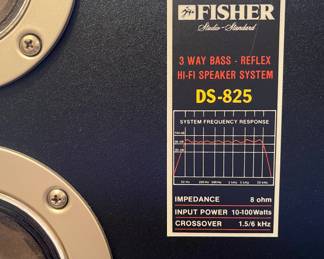 FISHER
Studio-Standard
3 WAY BASS - REFLEX
HI-FI SPEAKER SYSTEM
DS-825
SYSTEM FREQUENCY RESPONSE
IMPEDANCE 8 ohm
INPUT POWER 10-100Watts
CROSSOVER 1.5/6 kHz